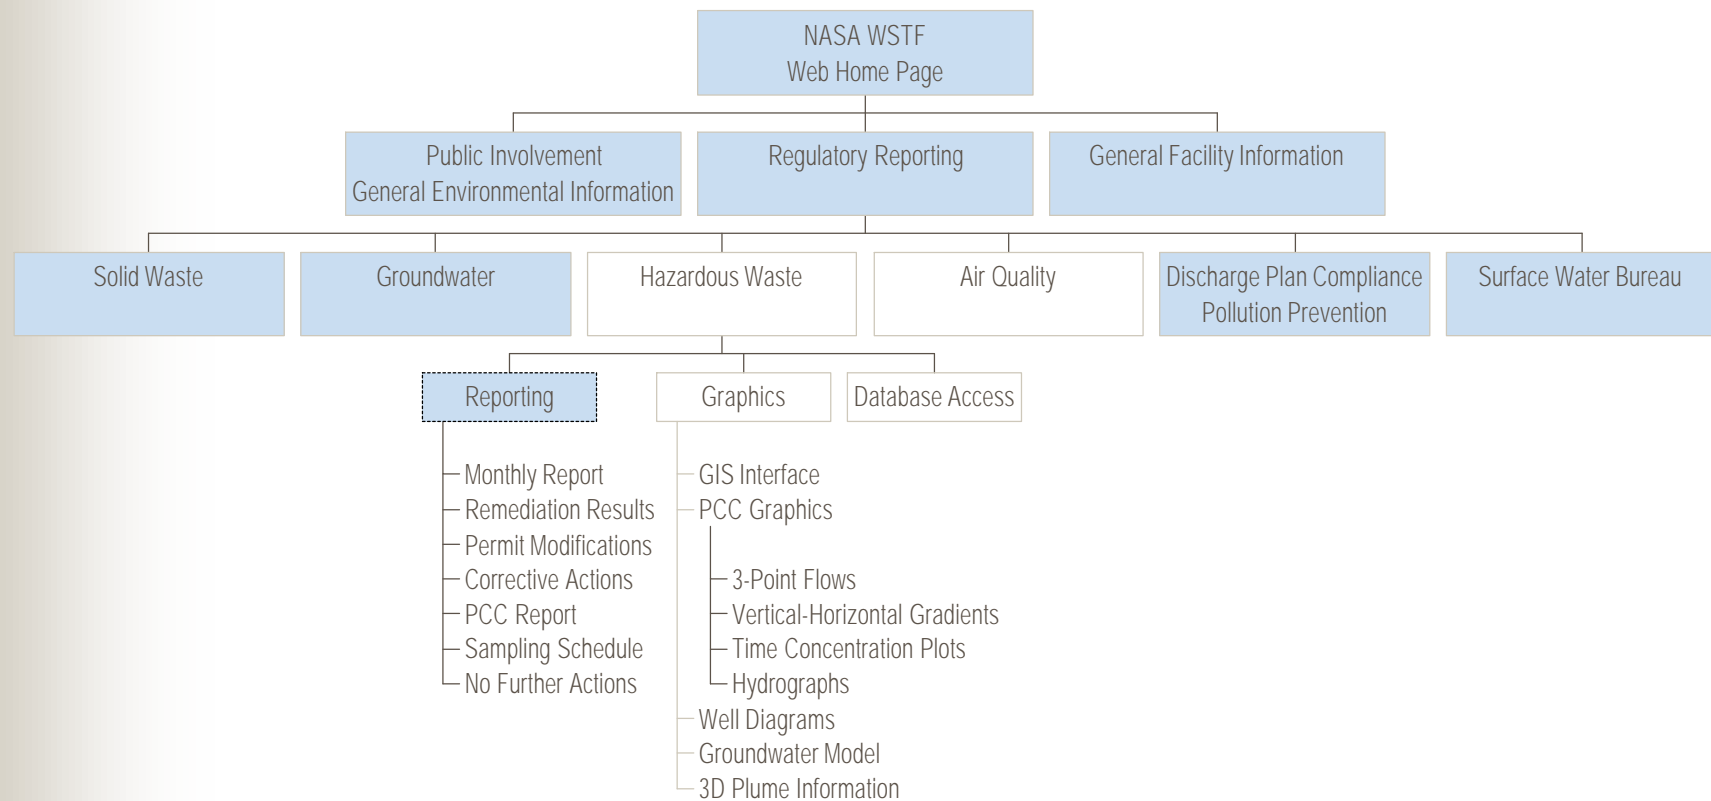 NASA WSTF
Web Home Page
Public Involvement
General Environmental Information
Regulatory Reporting
General Facility Information
Solid Waste
Groundwater
Hazardous Waste
Air Quality
Discharge Plan Compliance
Pollution Prevention
Surface Water Bureau
Reporting
Graphics
Database Access
Monthly Report
Remediation Results
Permit Modifications
Corrective Actions
PCC Report
Sampling Schedule
No Further Actions
GIS Interface
PCC Graphics
3-Point Flows
Vertical-Horizontal Gradients
Time Concentration Plots
Hydrographs
Well Diagrams
Groundwater Model
3D Plume Information